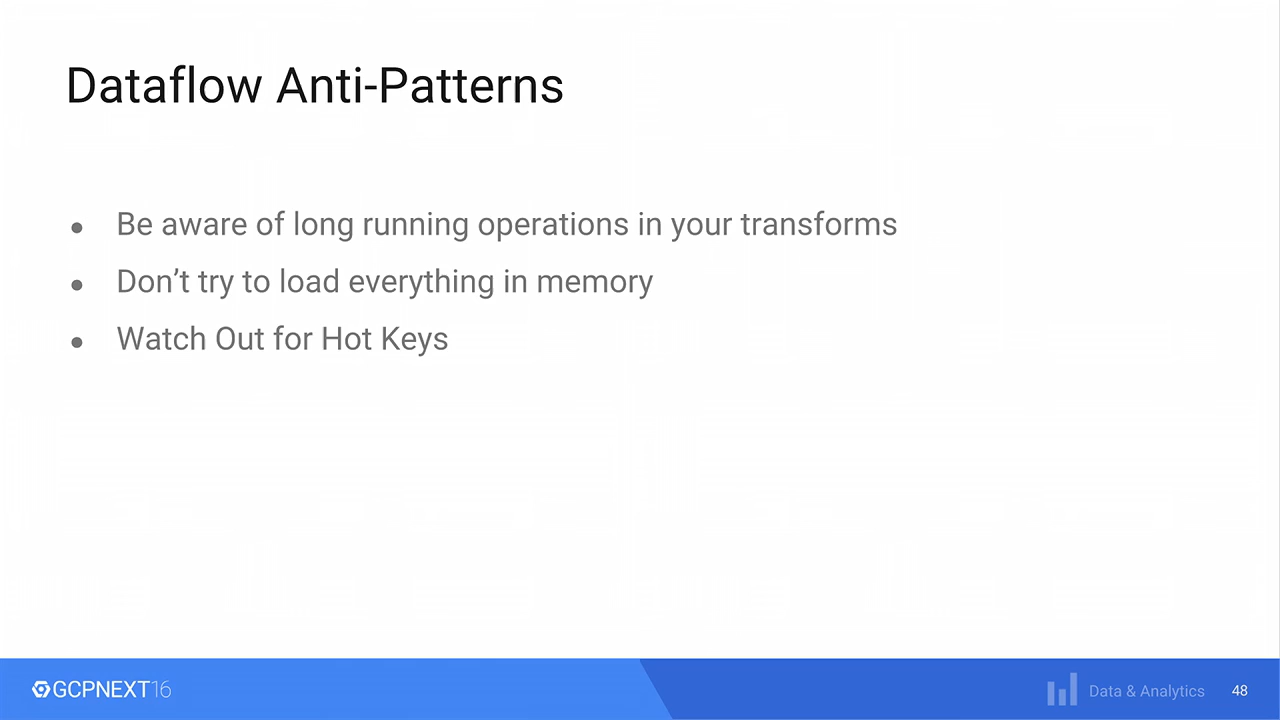 Dataflow Anti-Patterns
● Be aware of long running operations in your transforms
● Don’t try to load everything in memory
● Watch Out for Hot Keys
GCPNEXT16
Data & Analytics
48